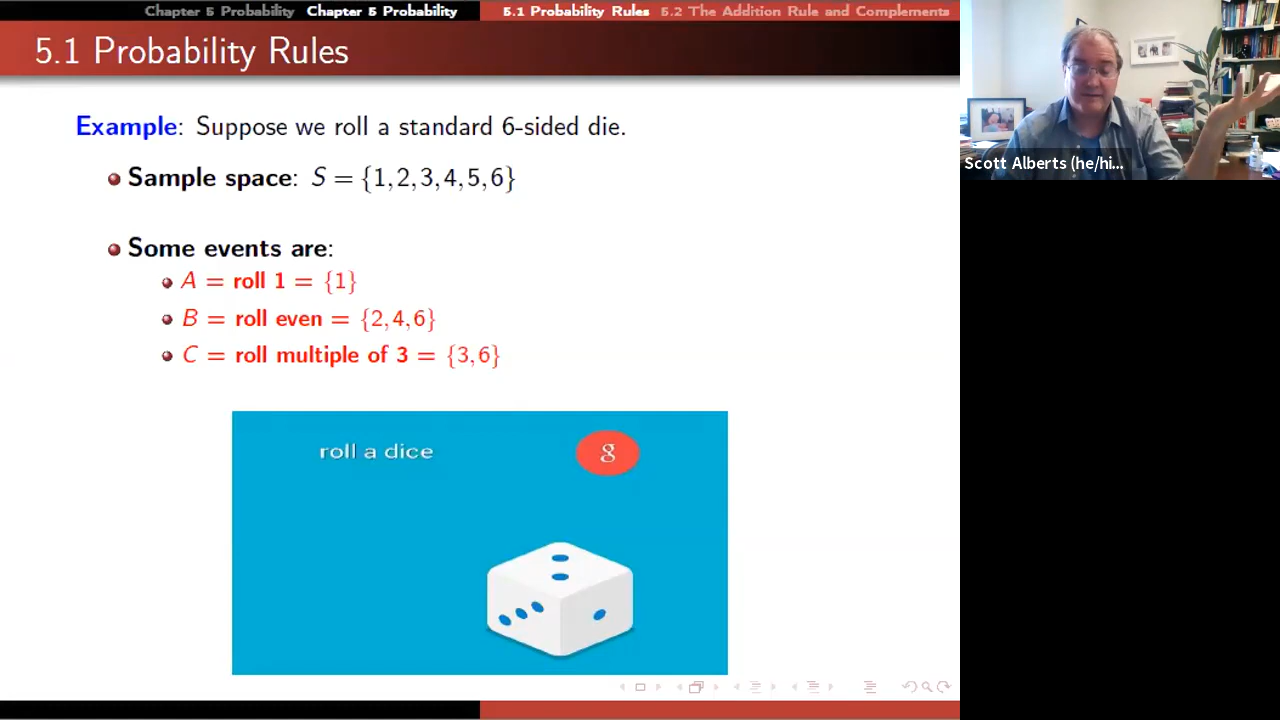 Chapter 5 Probability Chapter 5 Probability 5.1 Probability Rules 5.2 The Addition Rule and Complements
5.1 Probability Rules
Example: Suppose we roll a standard 6-sided die.
Sample space: S = {1, 2, 3, 4, 5, 6}
Some events are:
A = roll 1 = {1}
B = roll even = {2, 4, 6}
C = roll multiple of 3 = {3, 6}
roll a dice
g
Scott Alberts (he/hi...